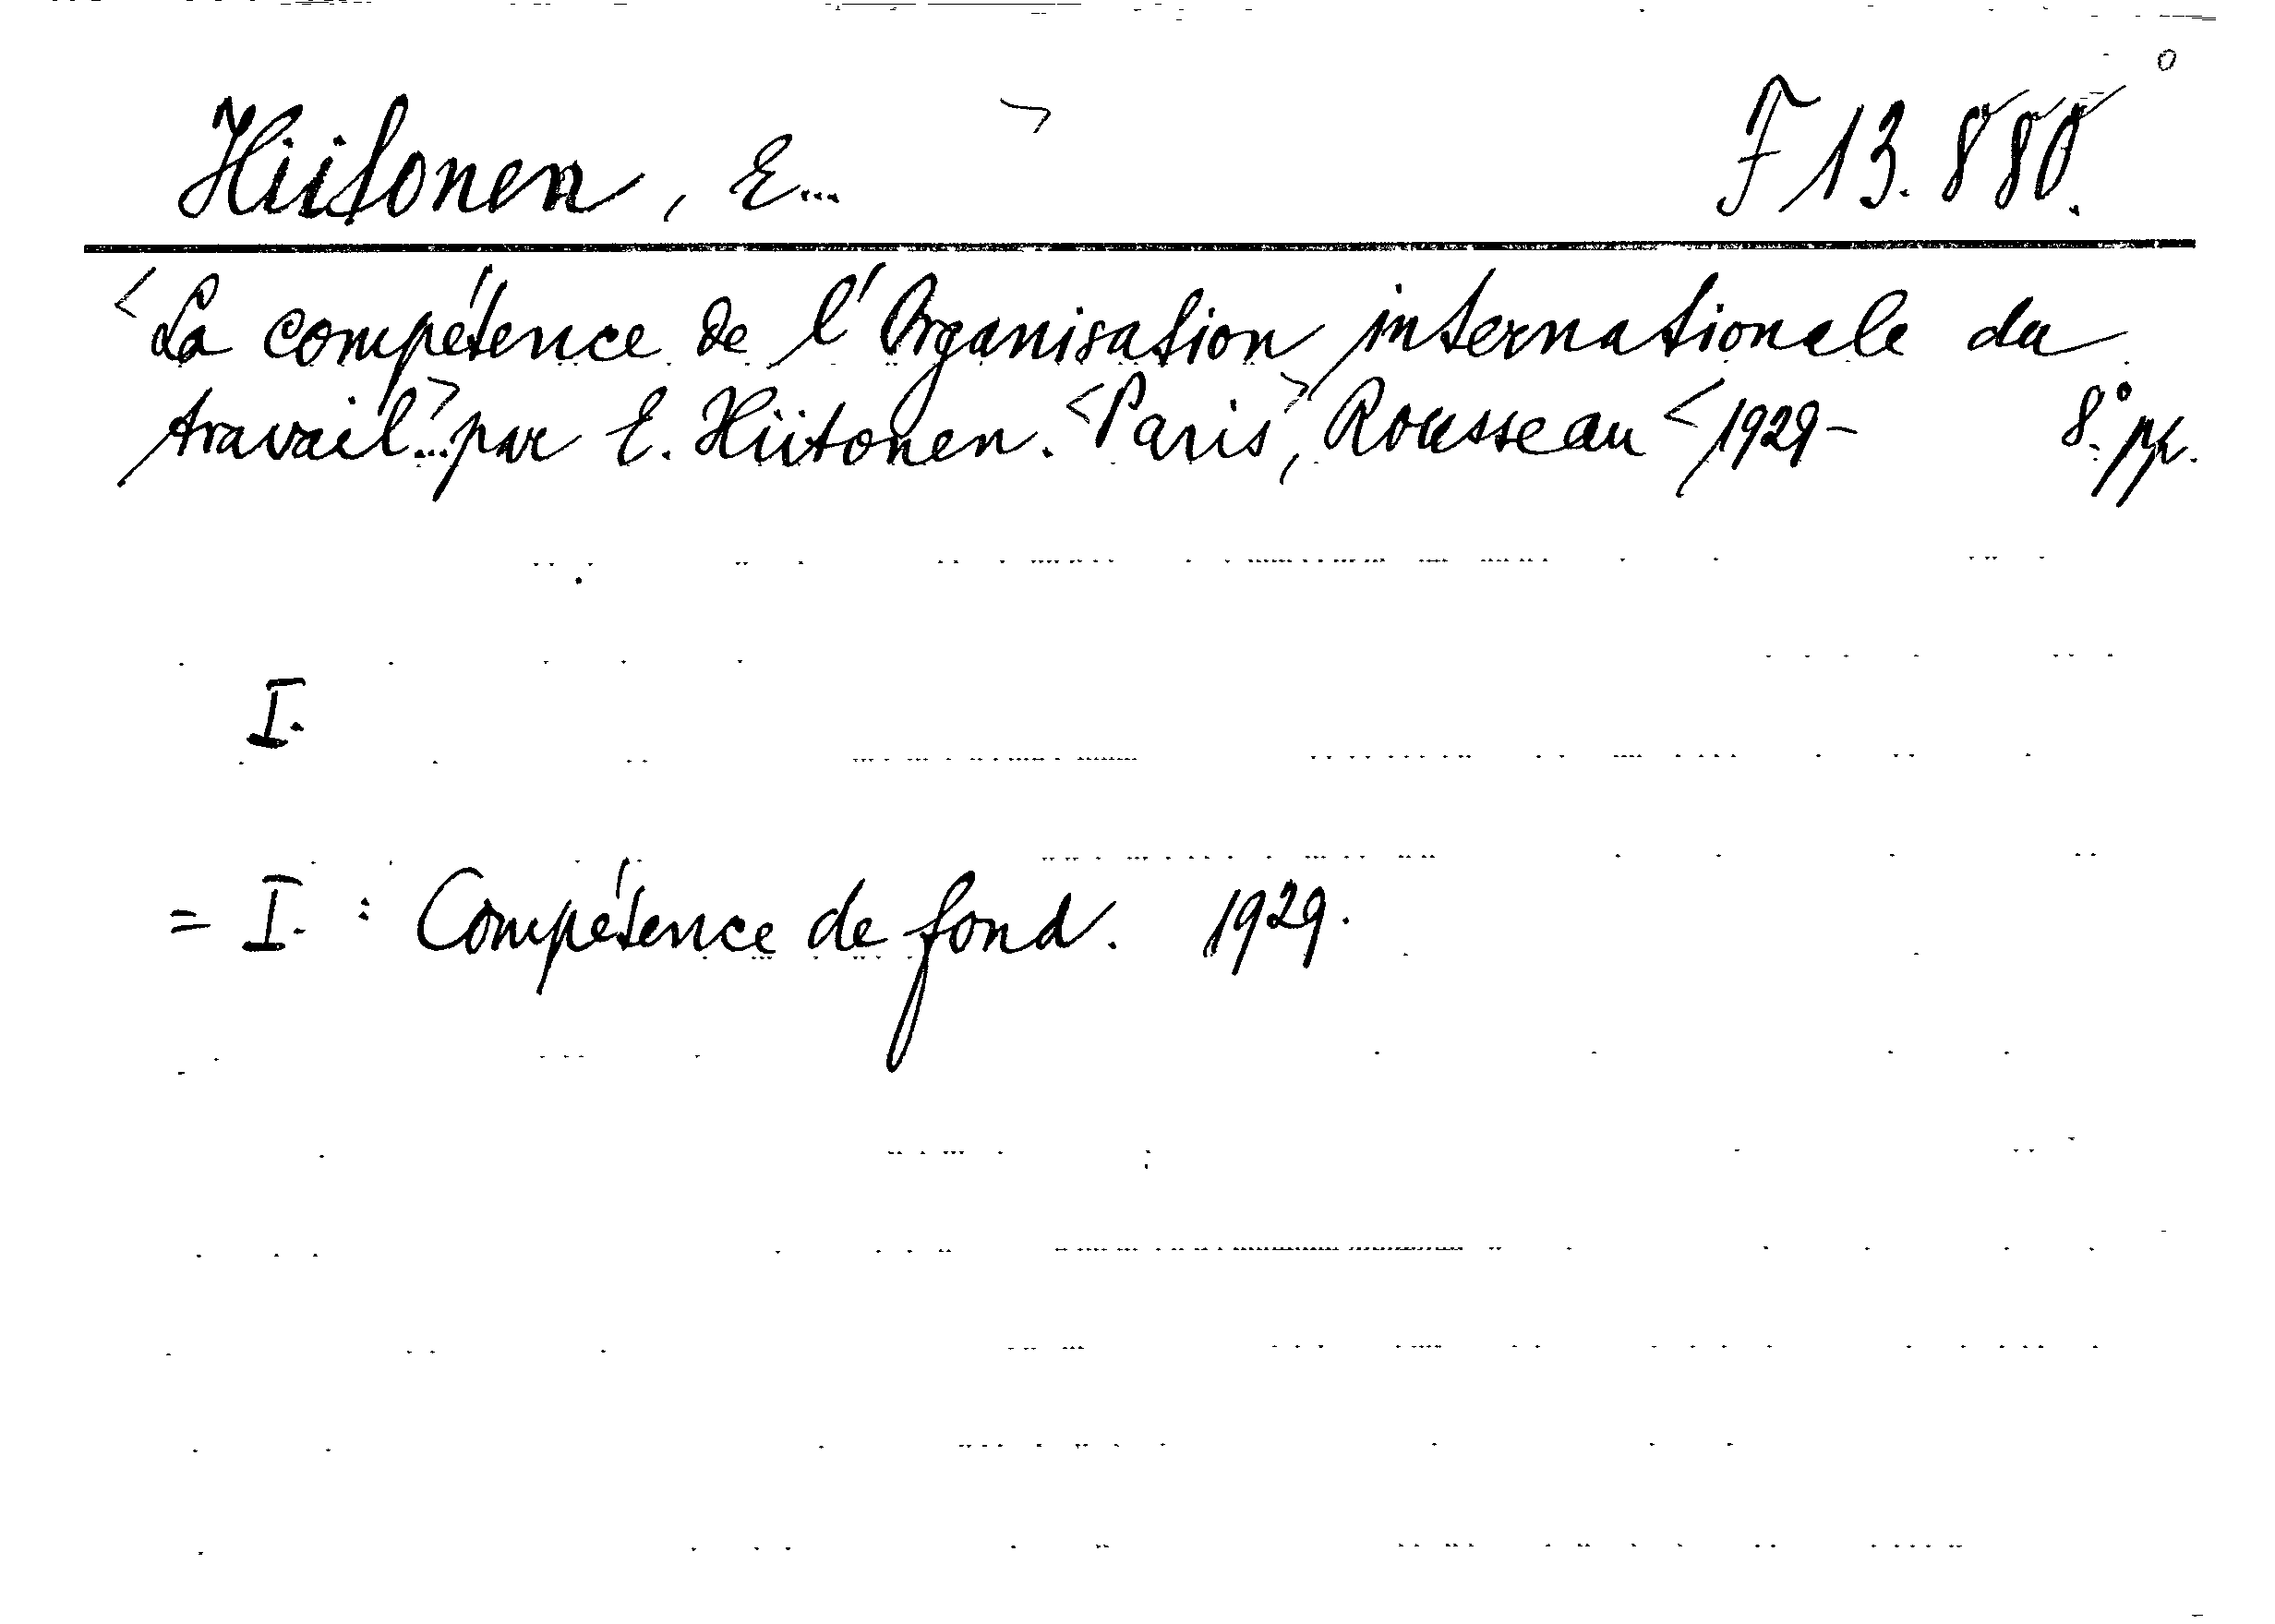 Hiitonen, E... > F 13.880.
<La compétence de l'Organisation internationale du
travail...> par E. Hiitonen. <Paris>, Rousseau <1929- 8° pp.
I.
= I. : Compétence de fond. 1929.